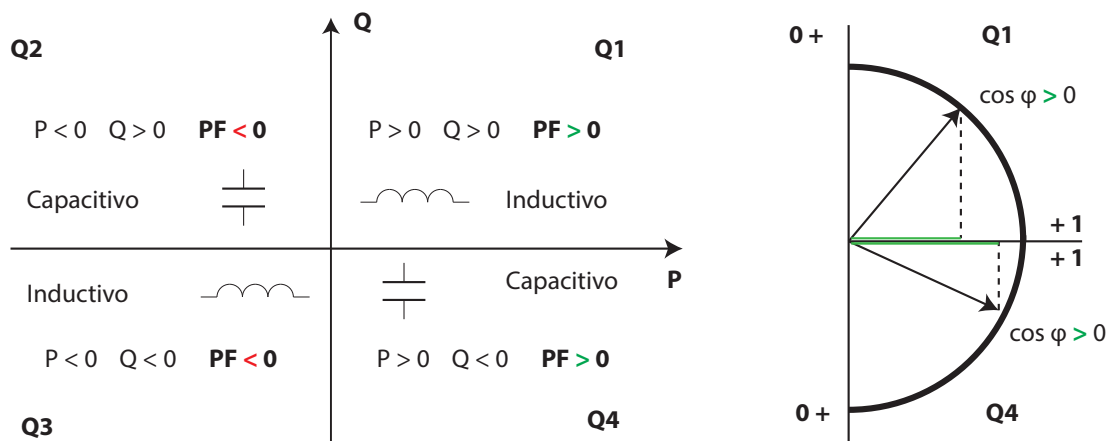 Q
Q2
Q1
P < 0 Q > 0 PF < 0
P > 0 Q > 0 PF > 0
Capacitivo
Inductivo
P
Inductivo
Capacitivo
P < 0 Q < 0 PF < 0
P > 0 Q < 0 PF > 0
Q3
Q4
0 +
Q1
cos φ > 0
+ 1
+ 1
cos φ > 0
0 +
Q4